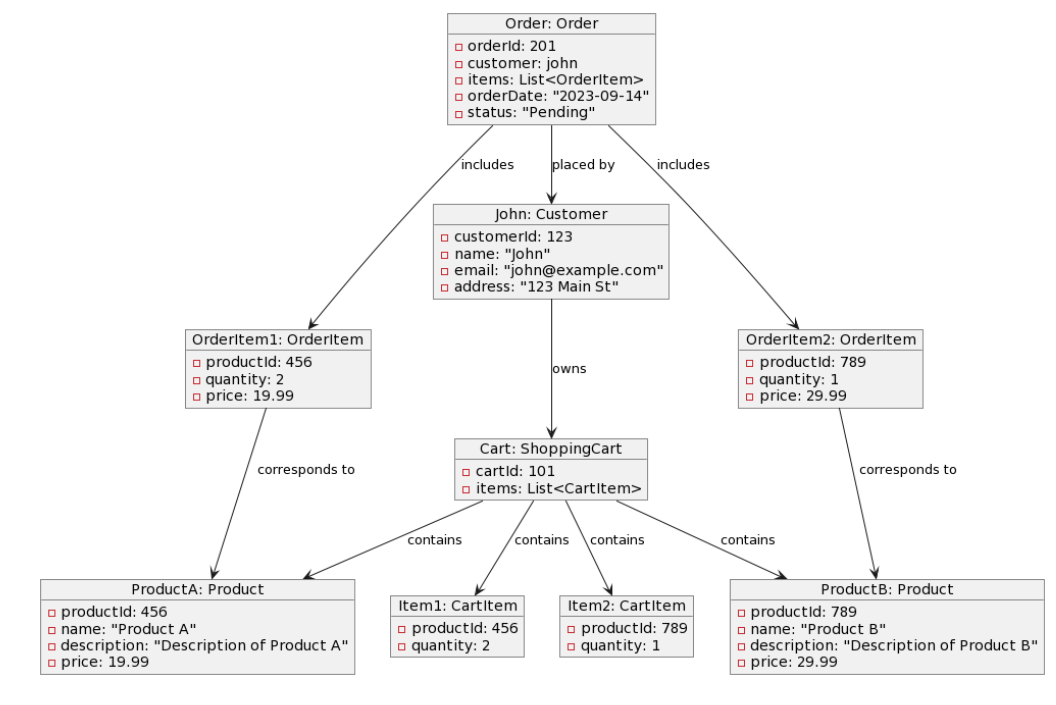 Order: Order
orderId: 201
customer: john
items: List<OrderItem>
orderDate: "2023-09-14"
status: "Pending"
includes
placed by
includes
John: Customer
customerId: 123
name: "John"
email: "john@example.com"
address: "123 Main St"
OrderItem1: OrderItem
productId: 456
quantity: 2
price: 19.99
OrderItem2: OrderItem
productId: 789
quantity: 1
price: 29.99
owns
Cart: ShoppingCart
cartId: 101
items: List<CartItem>
corresponds to
corresponds to
contains
contains
contains
contains
ProductA: Product
productId: 456
name: "Product A"
description: "Description of Product A"
price: 19.99
Item1: CartItem
productId: 456
quantity: 2
Item2: CartItem
productId: 789
quantity: 1
ProductB: Product
productId: 789
name: "Product B"
description: "Description of Product B"
price: 29.99